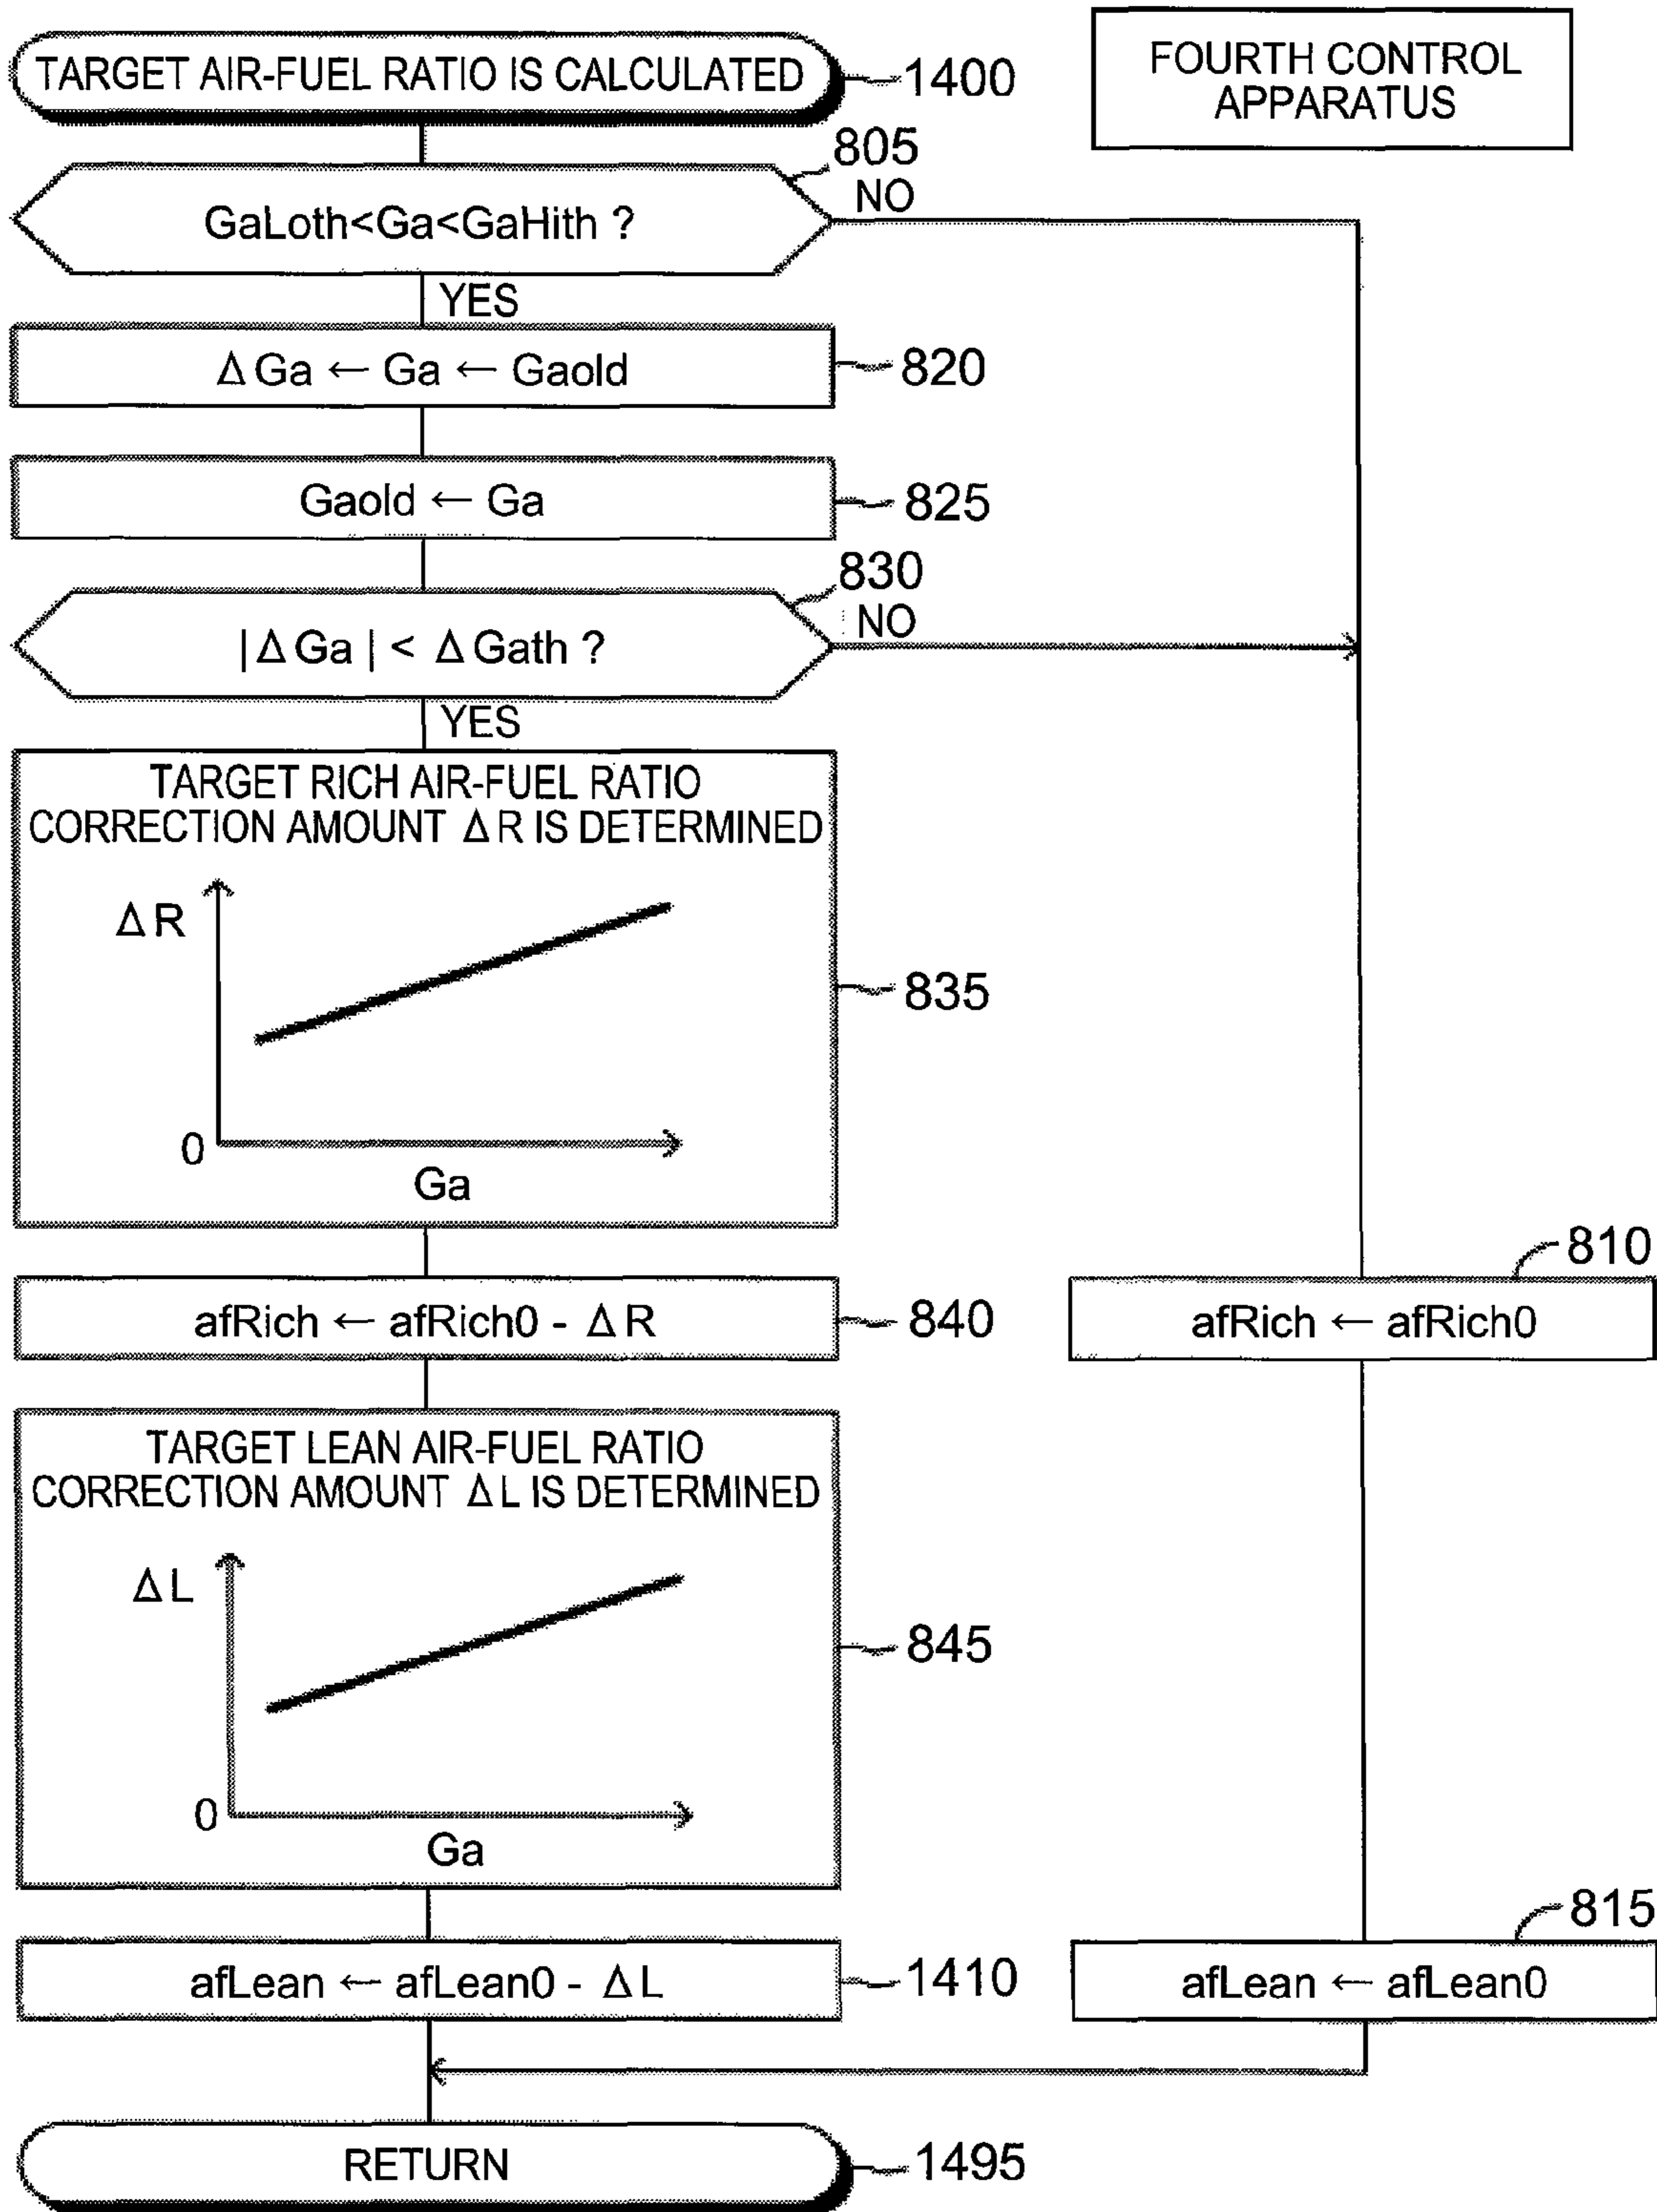 TARGET AIR-FUEL RATIO IS CALCULATED
1400
FOURTH CONTROL
APPARATUS
805
GaLoth<Ga<GaHith ?
NO
YES
ΔGa ← Ga ← Gaold
820
Gaold ← Ga
825
830
|ΔGa| < ΔGath ?
NO
YES
TARGET RICH AIR-FUEL RATIO
CORRECTION AMOUNT ΔR IS DETERMINED
ΔR
835
0
Ga
810
afRich ← afRich0 - ΔR
840
afRich ← afRich0
TARGET LEAN AIR-FUEL RATIO
CORRECTION AMOUNT ΔL IS DETERMINED
ΔL
845
0
Ga
815
afLean ← afLean0 - ΔL
1410
afLean ← afLean0
RETURN
1495